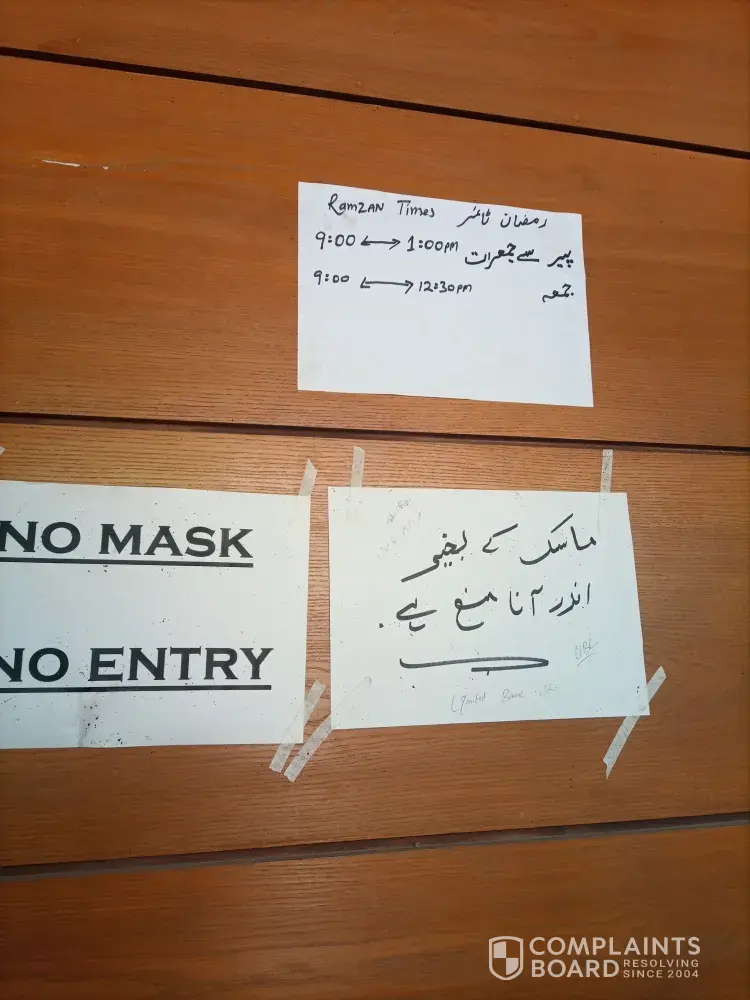 RamZAN Times رمضان ٹائمز
9:00 ↔ 1:00PM پیر سے جمعرات
9:00 ↔ 12:30PM جمعہ
NO MASK
NO ENTRY
ماسک کے بغیر
اندر آنا منع ہے.
Limited
COMPLAINTS
BOARD RESOLVING
SINCE 2004